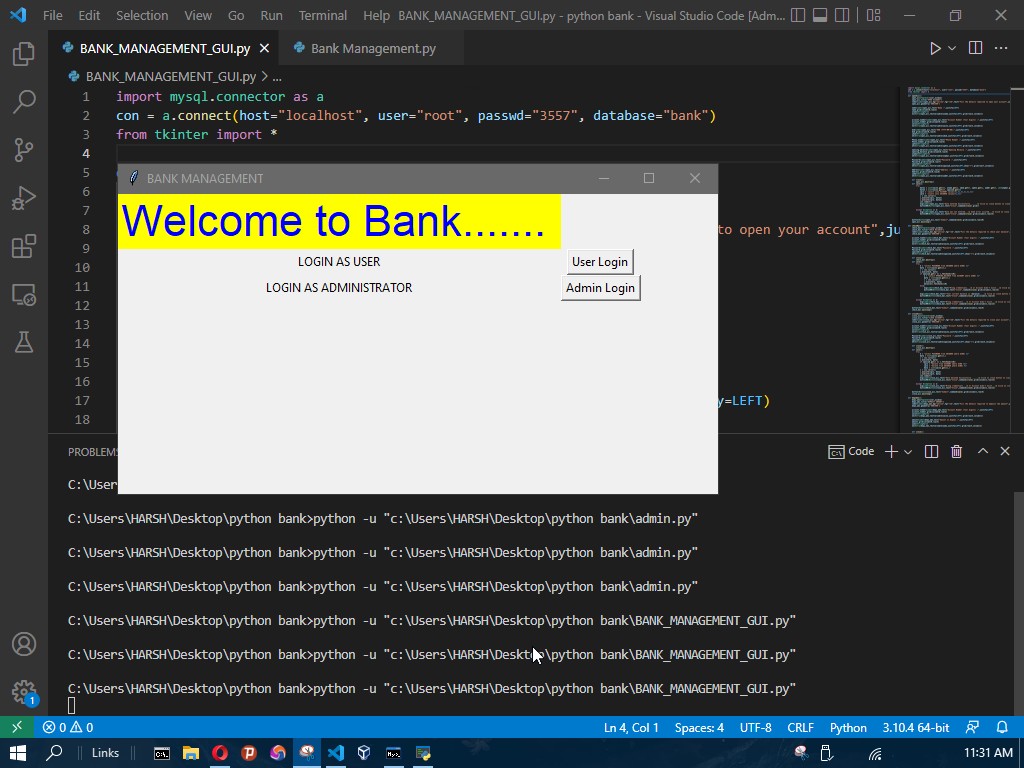 File Edit Selection View Go Run Terminal Help BANK_MANAGEMENT_GUI.py - python bank - Visual Studio Code [Adm...
BANK_MANAGEMENT_GUI.py Bank Management.py
BANK_MANAGEMENT_GUI.py > ...
1 import mysql.connector as a
2 con = a.connect(host="localhost", user="root", passwd="3557", database="bank")
3 from tkinter import *
4
5
BANK MANAGEMENT
6
7
Welcome to Bank.......
8 to open your account",ju
9
LOGIN AS USER User Login
10
11
LOGIN AS ADMINISTRATOR Admin Login
12
13
14
15
16
17 y=LEFT)
18
PROBLEMS Code
C:\User
C:\Users\HARSH\Desktop\python bank>python -u "c:\Users\HARSH\Desktop\python bank\admin.py"
C:\Users\HARSH\Desktop\python bank>python -u "c:\Users\HARSH\Desktop\python bank\admin.py"
C:\Users\HARSH\Desktop\python bank>python -u "c:\Users\HARSH\Desktop\python bank\admin.py"
C:\Users\HARSH\Desktop\python bank>python -u "c:\Users\HARSH\Desktop\python bank\BANK_MANAGEMENT_GUI.py"
C:\Users\HARSH\Desktop\python bank>python -u "c:\Users\HARSH\Desktop\python bank\BANK_MANAGEMENT_GUI.py"
C:\Users\HARSH\Desktop\python bank>python -u "c:\Users\HARSH\Desktop\python bank\BANK_MANAGEMENT_GUI.py"
1
0 0 Ln 4, Col 1 Spaces: 4 UTF-8 CRLF Python 3.10.4 64-bit
Links 11:31 AM